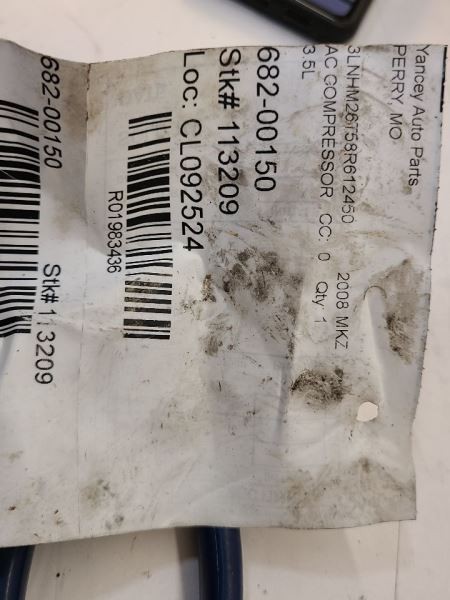 Yancey Auto Parts
PERRY, MO
3LNHM26T58R612450 2008 MKZ
AC COMPRESSOR CC: 0 Qty 1
3.5L
682-00150
Stk# 113209
Loc: CL092524
R01983436
682-00150 Stk# 113209